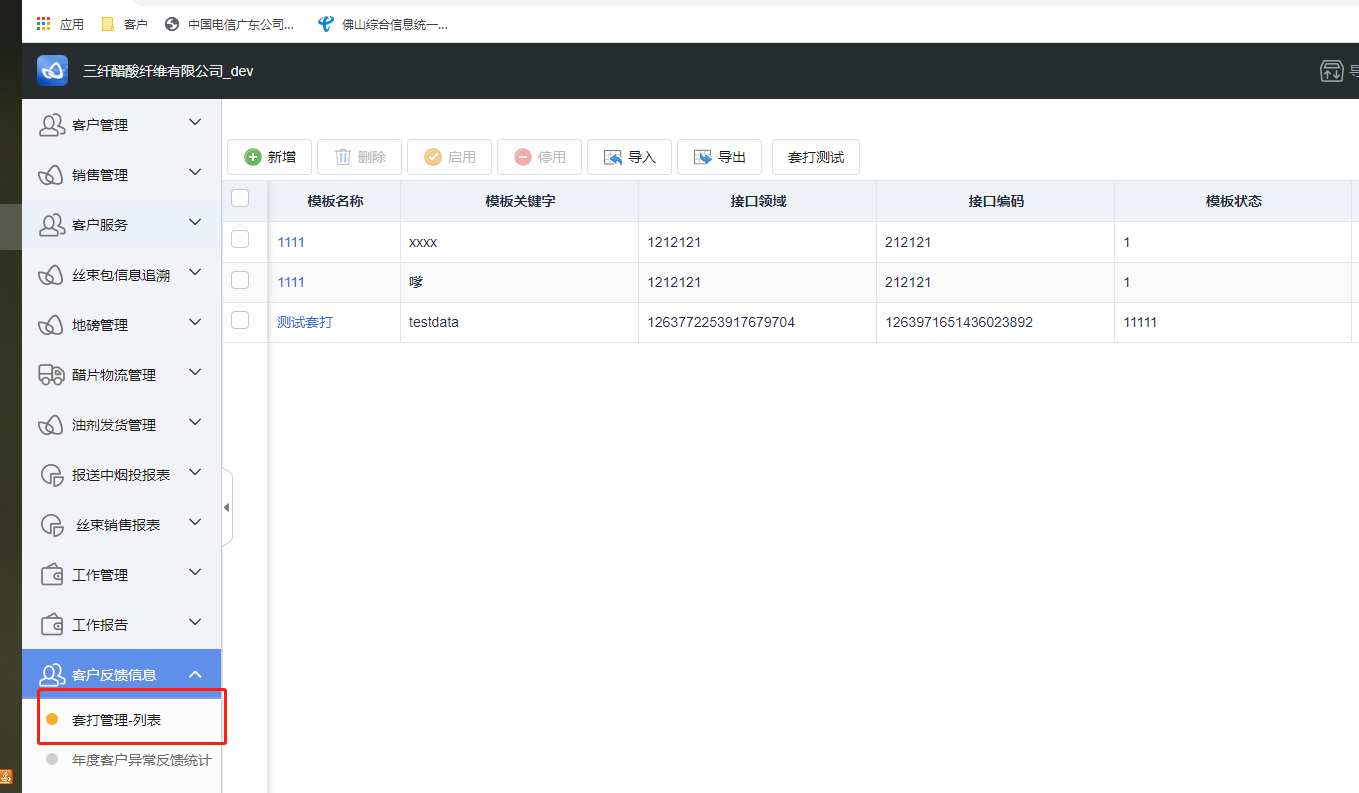 应用 客户 中国电信广东公司... 佛山综合信息统一...
三纤醋酸纤维有限公司_dev
客户管理
销售管理
客户服务
丝束包信息追溯
地磅管理
醋片物流管理
油剂发货管理
报送中烟投报表
丝束销售报表
工作管理
工作报告
客户反馈信息
套打管理-列表
年度客户异常反馈统计
新增 删除 启用 停用 导入 导出 套打测试
模板名称 模板关键字 接口领域 接口编码 模板状态
1111 xxxx 1212121 212121 1
1111 嗲 1212121 212121 1
测试套打 testdata 1263772253917679704 1263971651436023892 11111